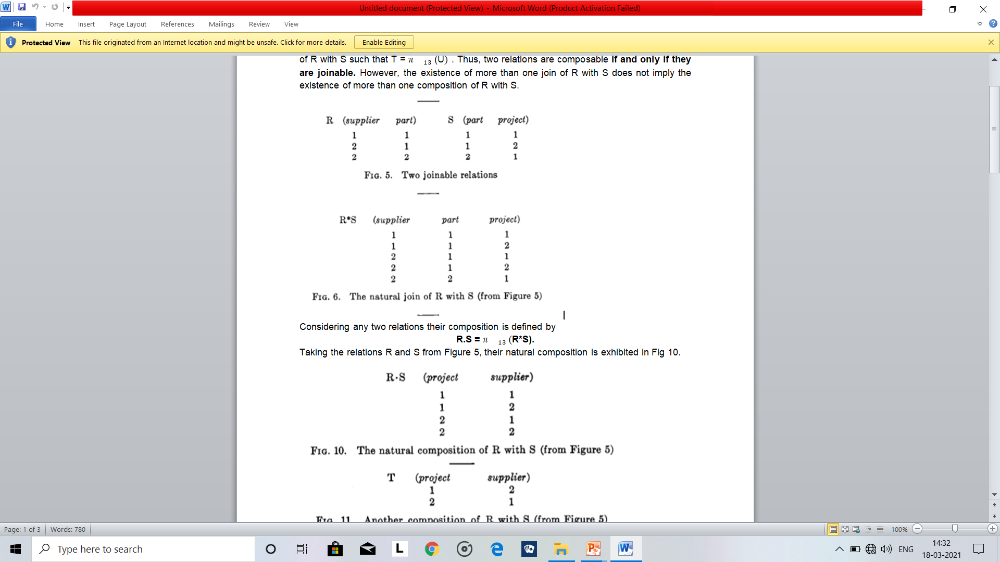 Untitled document (Protected View) - Microsoft Word (Product Activation Failed)
File Home Insert Page Layout References Mailings Review View
Protected View This file originated from an Internet location and might be unsafe. Click for more details. Enable Editing
of R with S such that T = π 13 (U) . Thus, two relations are composable if and only if they
are joinable. However, the existence of more than one join of R with S does not imply the
existence of more than one composition of R with S.
R (supplier part) S (part project)
1 1 1 1
2 1 1 2
2 2 2 1
FIG. 5. Two joinable relations
R*S (supplier part project)
1 1 1
1 1 2
2 1 1
2 1 2
2 2 1
FIG. 6. The natural join of R with S (from Figure 5)
Considering any two relations their composition is defined by
R.S = π 13 (R*S).
Taking the relations R and S from Figure 5, their natural composition is exhibited in Fig 10.
R·S (project supplier)
1 1
1 2
2 1
2 2
FIG. 10. The natural composition of R with S (from Figure 5)
T (project supplier)
1 2
2 1
FIG. 11 Another composition of R with S (from Figure 5)
Page: 1 of 3 Words: 780 100%
Type here to search
L
ENG
14:32
18-03-2021